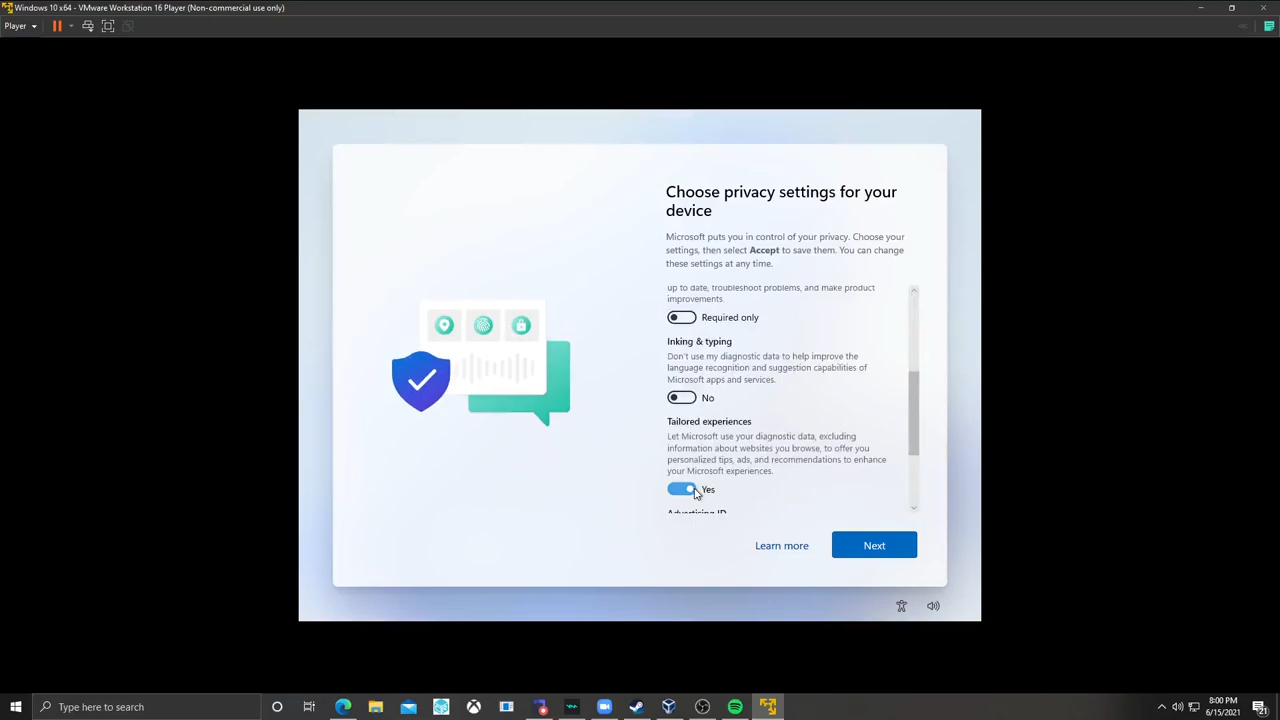 Windows 10 x64 - VMware Workstation 16 Player (Non-commercial use only)
Player
Choose privacy settings for your
device
Microsoft puts you in control of your privacy. Choose your
settings, then select Accept to save them. You can change
these settings at any time.
up to date, troubleshoot problems, and make product
improvements.
Required only
Inking & typing
Don't use my diagnostic data to help improve the
language recognition and suggestion capabilities of
Microsoft apps and services.
No
Tailored experiences
Let Microsoft use your diagnostic data, excluding
information about websites you browse, to offer you
personalized tips, ads, and recommendations to enhance
your Microsoft experiences.
Yes
Advertising ID
Learn more
Next
Type here to search
8:00 PM
6/15/2021